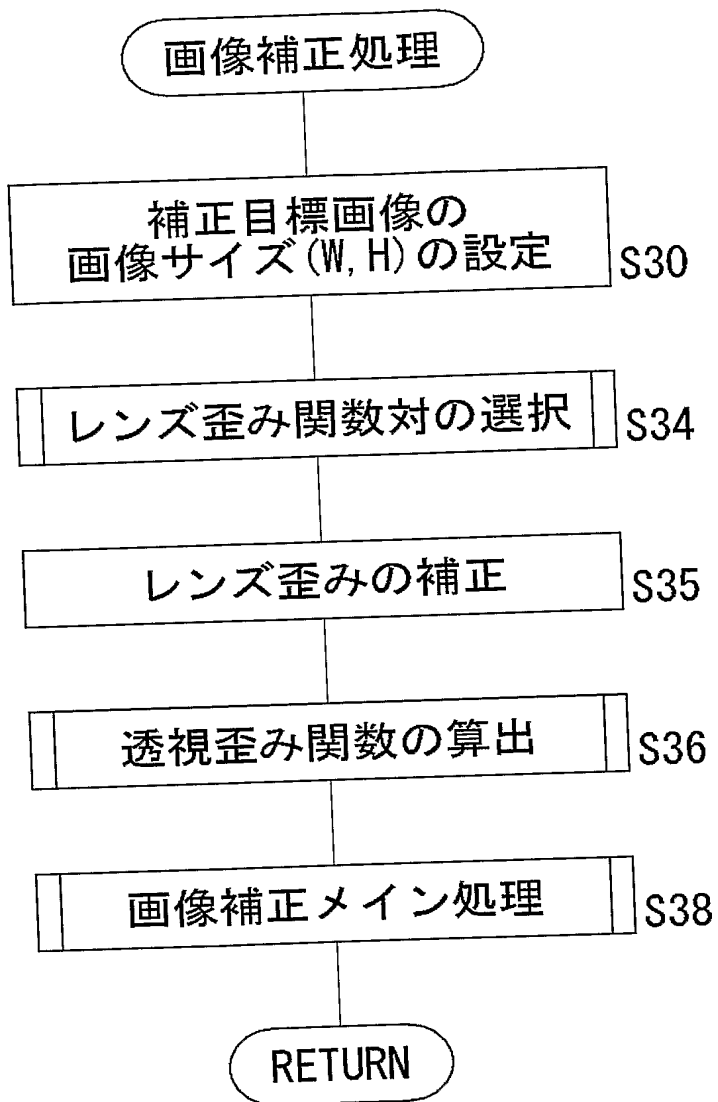 画像補正処理
補正目標画像の
画像サイズ(W,H)の設定
S30
レンズ歪み関数対の選択
S34
レンズ歪みの補正
S35
透視歪み関数の算出
S36
画像補正メイン処理
S38
RETURN